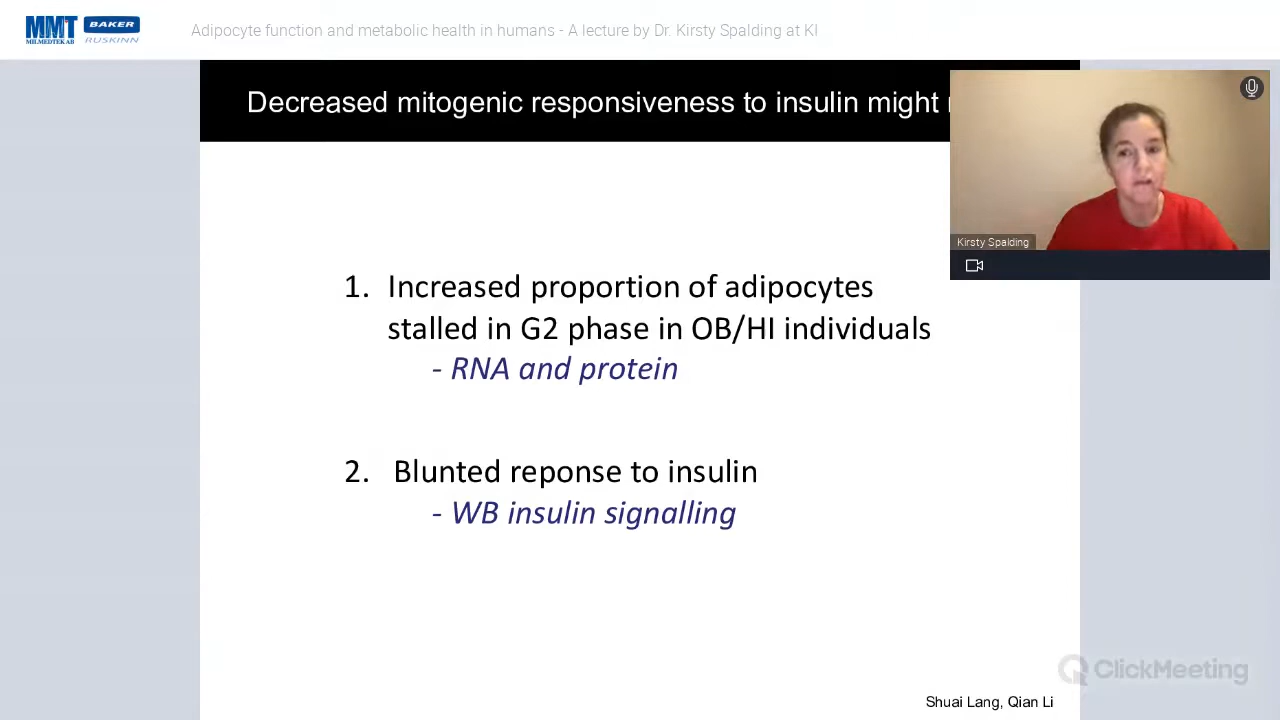 MMT
MILMEDTEK AB
BAKER
RUSKINN
Adipocyte function and metabolic health in humans - A lecture by Dr. Kirsty Spalding at KI
Decreased mitogenic responsiveness to insulin might
Kirsty Spalding
1. Increased proportion of adipocytes
stalled in G2 phase in OB/HI individuals
- RNA and protein
2. Blunted reponse to insulin
- WB insulin signalling
ClickMeeting
Shuai Lang, Qian Li